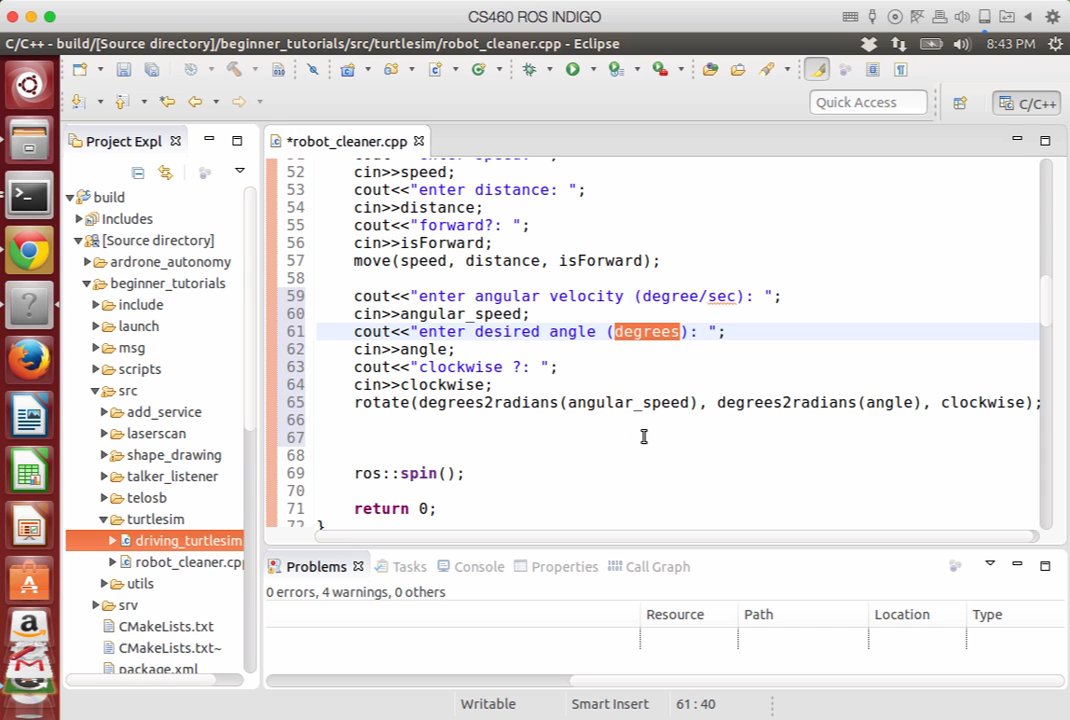 CS460 ROS INDIGO
C/C++ - build/[Source directory]/beginner_tutorials/src/turtlesim/robot_cleaner.cpp - Eclipse
8:43 PM
Quick Access
C/C++
Project Expl
*robot_cleaner.cpp
build
Includes
[Source directory]
ardrone_autonomy
beginner_tutorials
include
launch
msg
scripts
src
add_service
laserscan
shape_drawing
talker_listener
telosb
turtlesim
driving_turtlesim
robot_cleaner.cpp
utils
srv
CMakeLists.txt
CMakeLists.txt~
package.xml
52 cin>>speed;
53 cout<<"enter distance: ";
54 cin>>distance;
55 cout<<"forward?: ";
56 cin>>isForward;
57 move(speed, distance, isForward);
58
59 cout<<"enter angular velocity (degree/sec): ";
60 cin>>angular_speed;
61 cout<<"enter desired angle (degrees): ";
62 cin>>angle;
63 cout<<"clockwise ?: ";
64 cin>>clockwise;
65 rotate(degrees2radians(angular_speed), degrees2radians(angle), clockwise);
66
67
68
69 ros::spin();
70
71 return 0;
72 }
Problems
Tasks
Console
Properties
Call Graph
0 errors, 4 warnings, 0 others
Resource
Path
Location
Type
Writable
Smart Insert
61 : 40